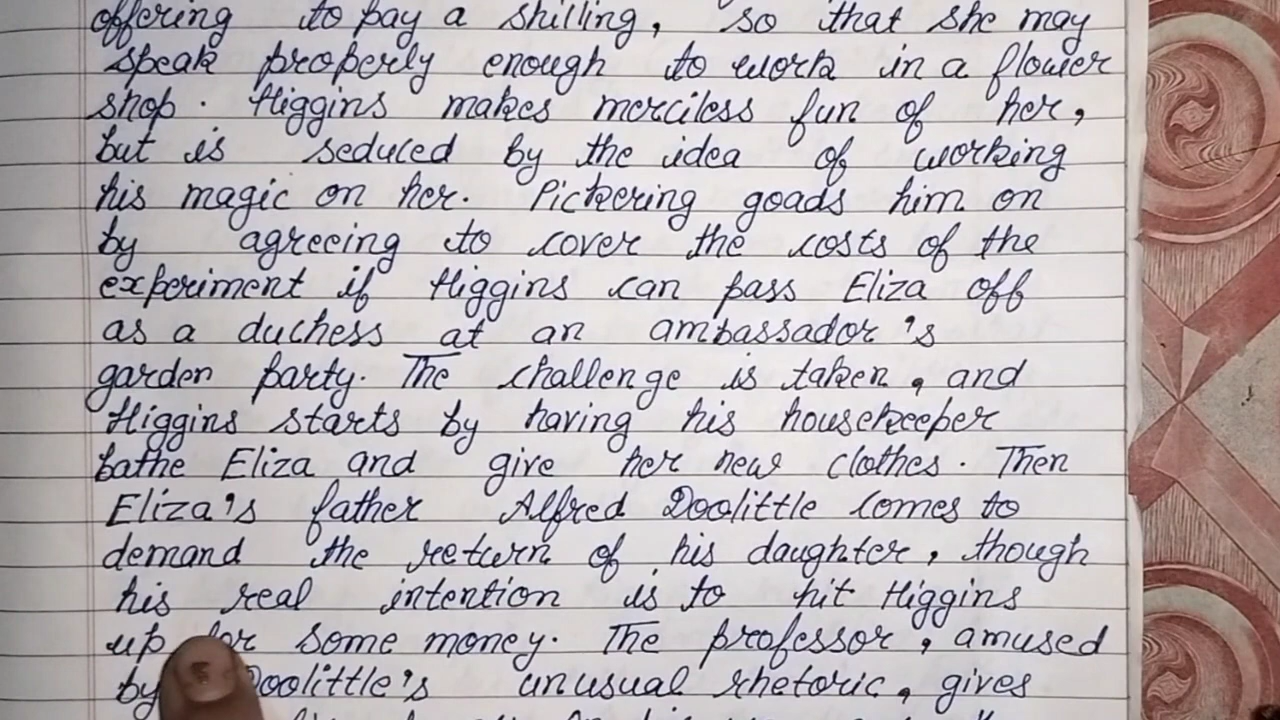 offering to pay a shilling, so that she may
speak properly enough to work in a flower
shop. Higgins makes merciless fun of her,
but is seduced by the idea of working
his magic on her. Pickering goads him on
by agreeing to cover the costs of the
experiment if Higgins can pass Eliza off
as a duchess at an ambassador's
garden party. The challenge is taken, and
Higgins starts by having his housekeeper
bathe Eliza and give her new clothes. Then
Eliza's father Alfred Doolittle comes to
demand the return of his daughter, though
his real intention is to hit Higgins
up for some money. The professor, amused
by Doolittle's unusual rhetoric, gives